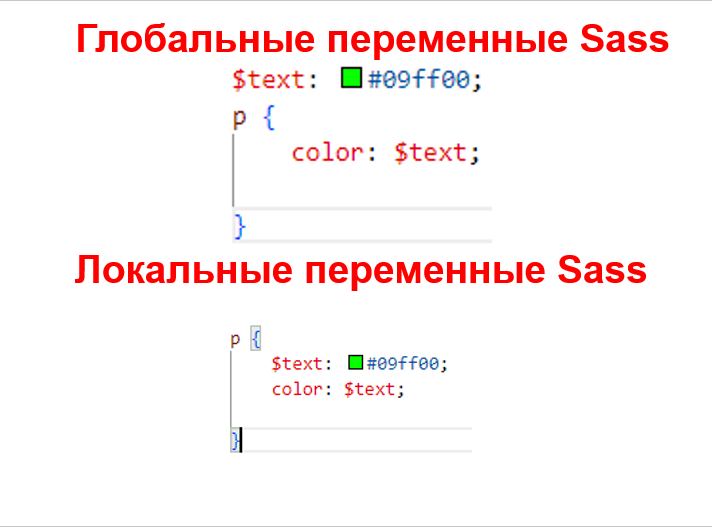 Глобальные переменные Sass
$text: #09ff00;
p {
color: $text;
}
Локальные переменные Sass
p {
$text: #09ff00;
color: $text;
}